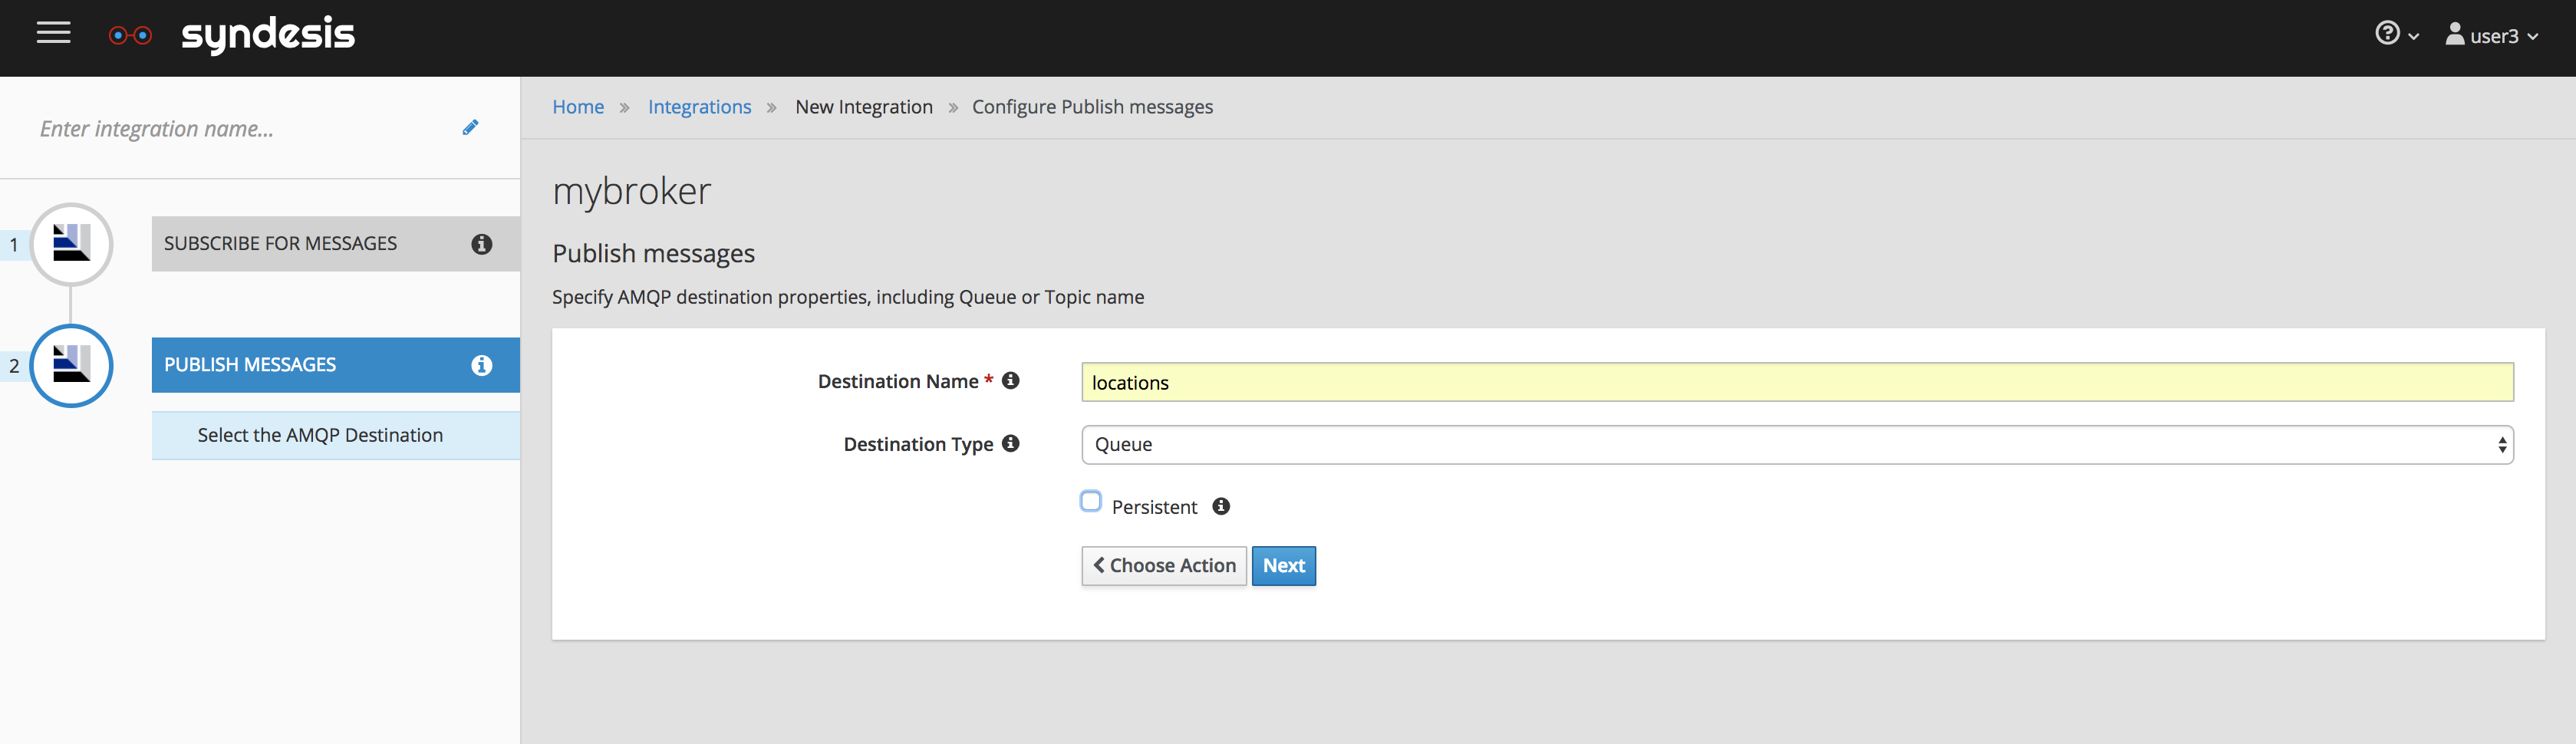 syndesis
user3
Enter integration name...
1
SUBSCRIBE FOR MESSAGES
2
PUBLISH MESSAGES
Select the AMQP Destination
Home » Integrations » New Integration » Configure Publish messages
mybroker
Publish messages
Specify AMQP destination properties, including Queue or Topic name
Destination Name *
locations
Destination Type
Queue
Persistent
Choose Action
Next